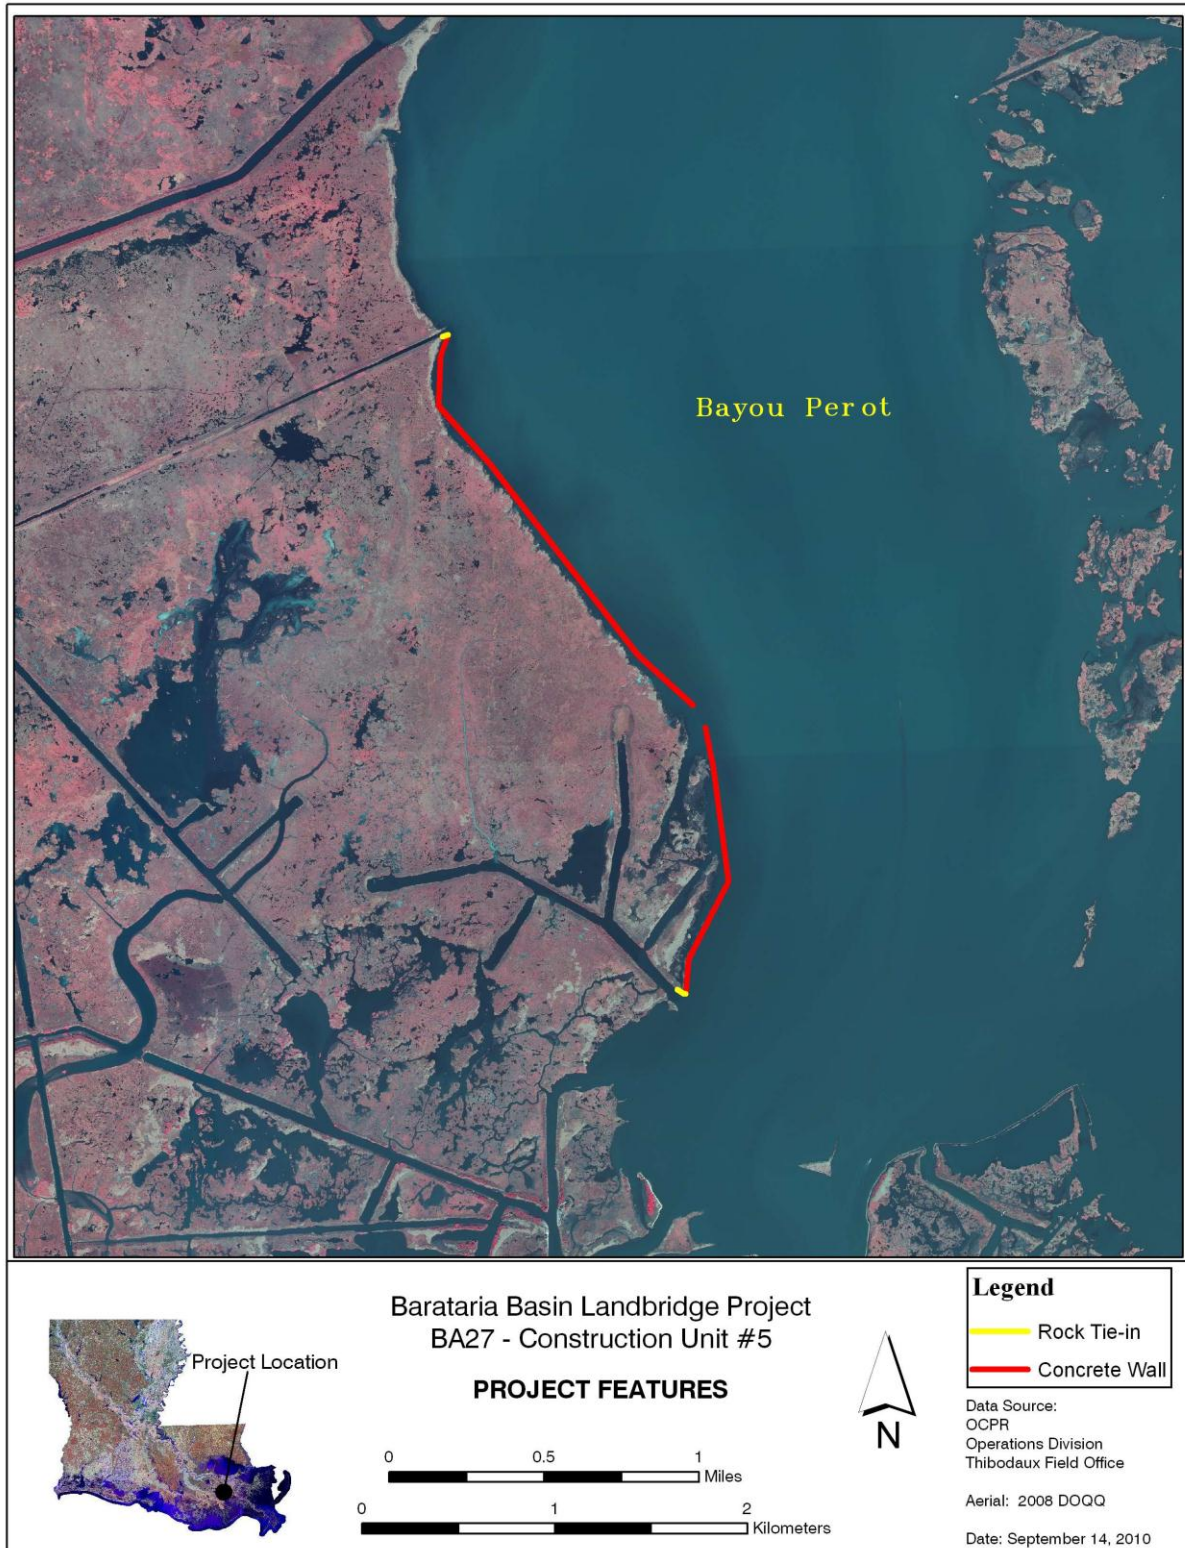 Bayou Perot
Barataria Basin Landbridge Project
BA27 - Construction Unit #5
PROJECT FEATURES
Project Location
0 0.5 1
Miles
0 1 2
Kilometers
N
Legend
Rock Tie-in
Concrete Wall
Data Source:
OCPR
Operations Division
Thibodaux Field Office
Aerial: 2008 DOQQ
Date: September 14, 2010